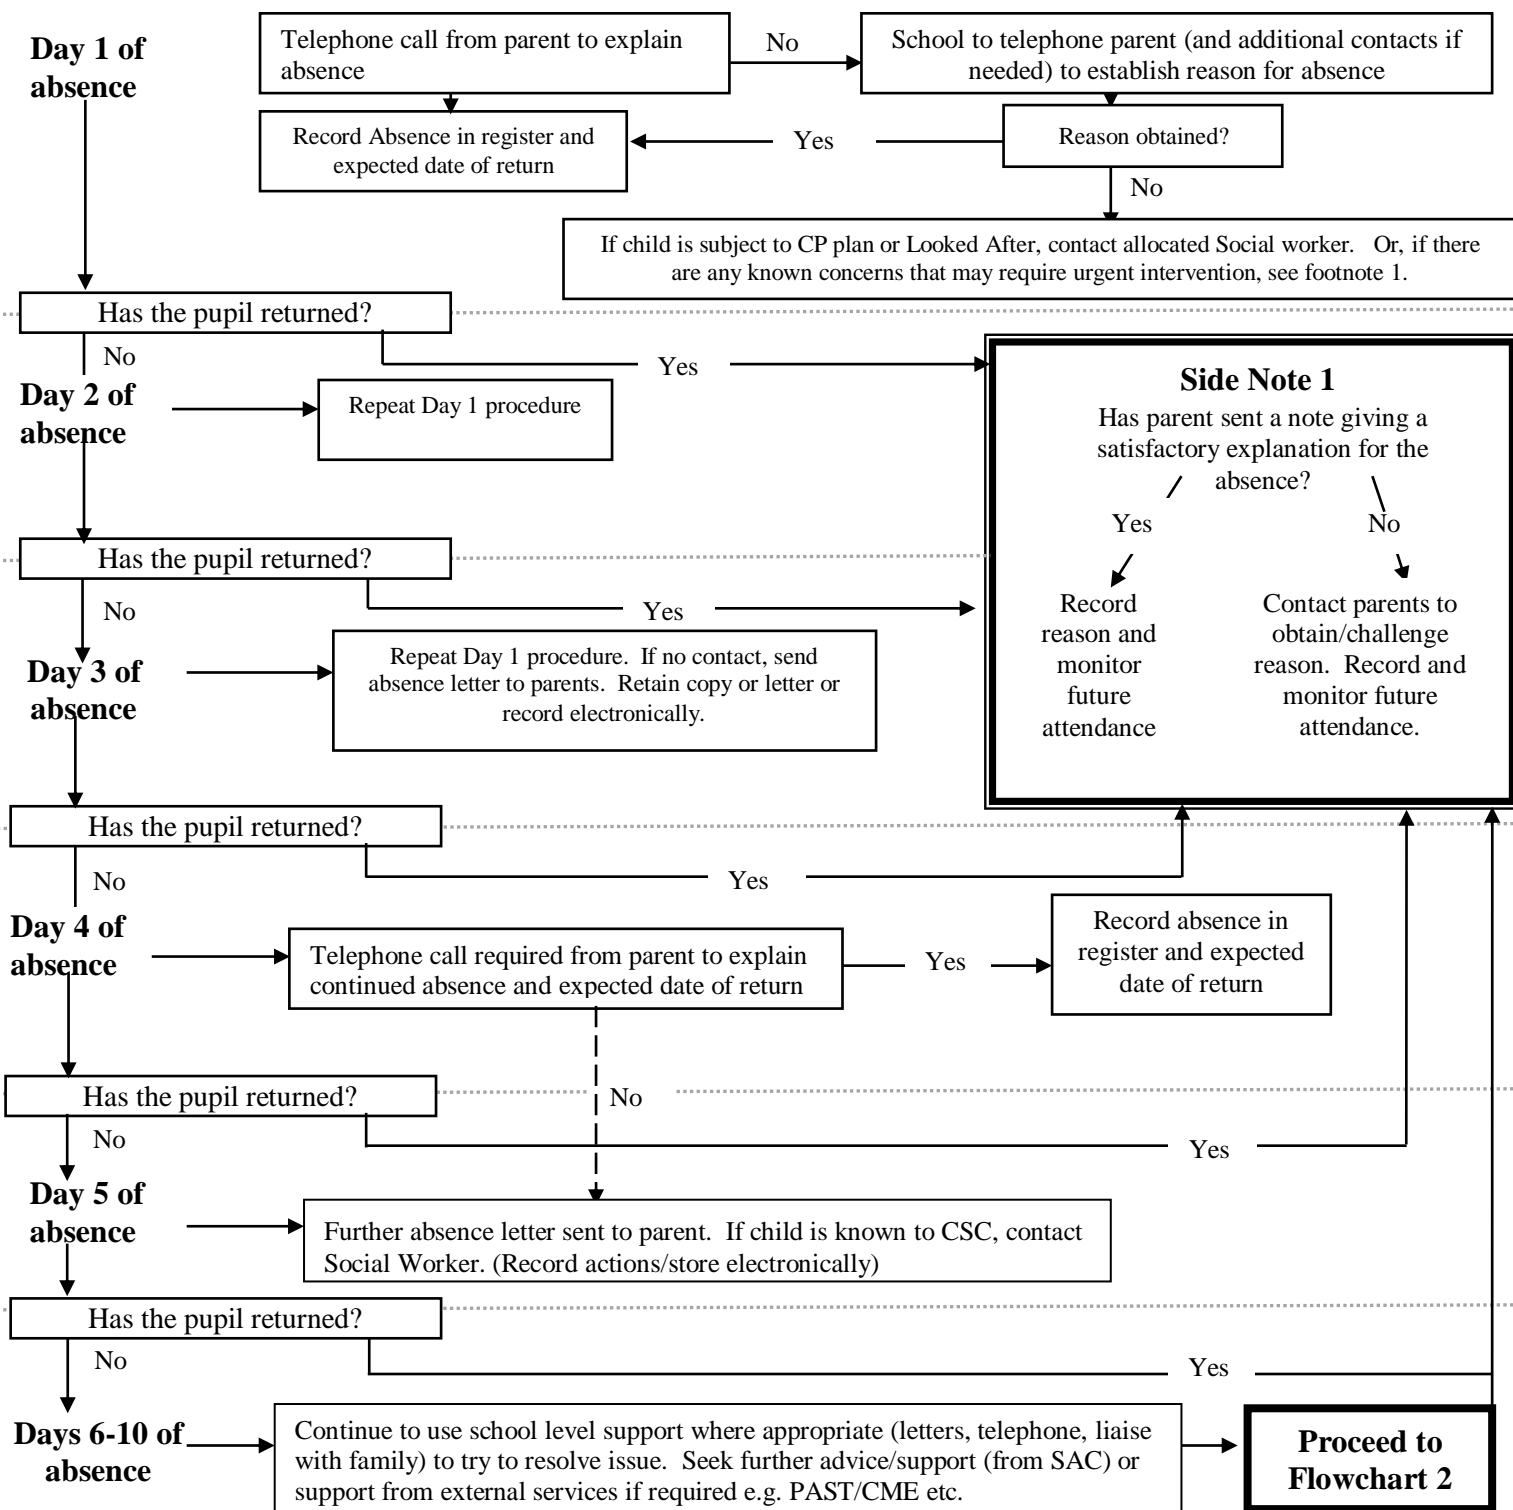 Day 1 of
absence
Telephone call from parent to explain
absence
No
School to telephone parent (and additional contacts if
needed) to establish reason for absence
Record Absence in register and
expected date of return
Yes
Reason obtained?
No
If child is subject to CP plan or Looked After, contact allocated Social worker.   Or, if there
are any known concerns that may require urgent intervention, see footnote 1.
Has the pupil returned?
No
Yes
Day 2 of
absence
Repeat Day 1 procedure
Side Note 1
Has parent sent a note giving a
satisfactory explanation for the
absence?
Yes
No
Record
reason and
monitor
future
attendance
Contact parents to
obtain/challenge
reason.  Record and
monitor future
attendance.
Has the pupil returned?
No
Yes
Day 3 of
absence
Repeat Day 1 procedure.  If no contact, send
absence letter to parents.  Retain copy or letter or
record electronically.
Has the pupil returned?
No
Yes
Day 4 of
absence
Telephone call required from parent to explain
continued absence and expected date of return
Yes
Record absence in
register and expected
date of return
No
Has the pupil returned?
No
Yes
Day 5 of
absence
Further absence letter sent to parent.  If child is known to CSC, contact
Social Worker. (Record actions/store electronically)
Has the pupil returned?
No
Yes
Days 6-10 of
absence
Continue to use school level support where appropriate (letters, telephone, liaise
with family) to try to resolve issue.  Seek further advice/support (from SAC) or
support from external services if required e.g. PAST/CME etc.
Proceed to
Flowchart 2